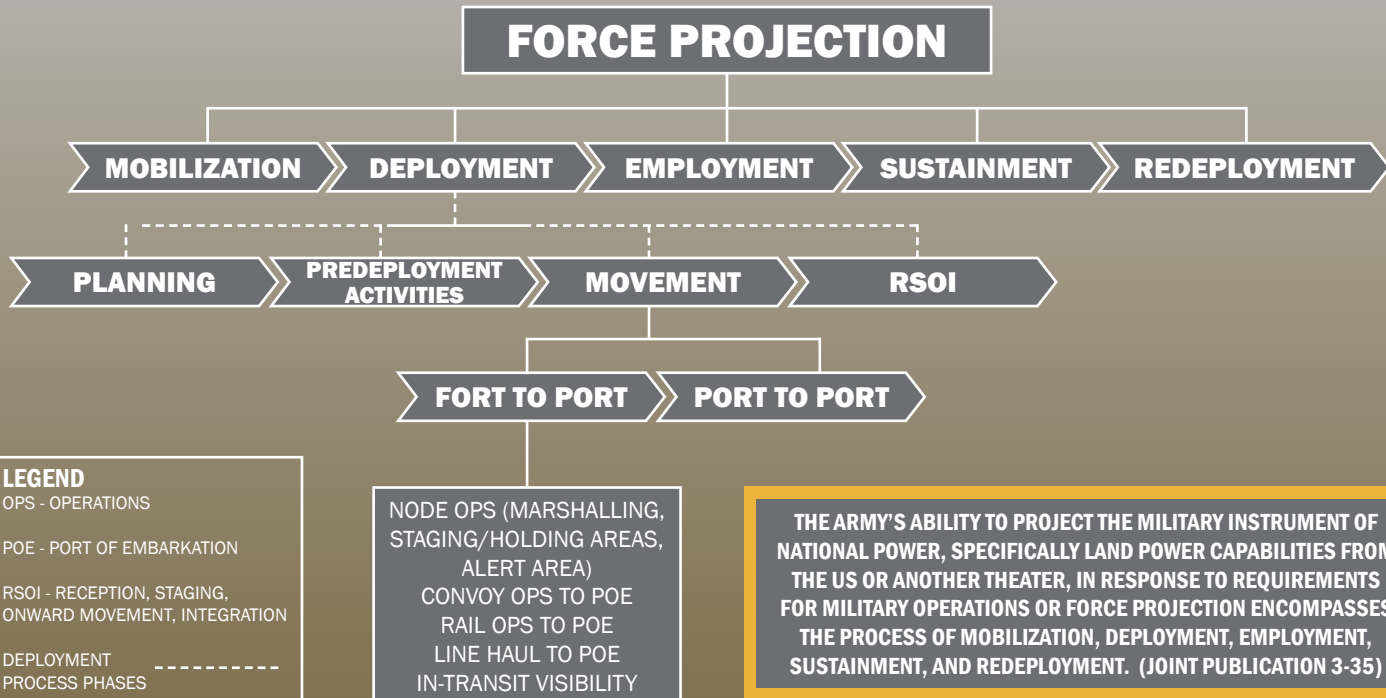 FORCE PROJECTION
MOBILIZATION
DEPLOYMENT
EMPLOYMENT
SUSTAINMENT
REDEPLOYMENT
PLANNING
PREDEPLOYMENT
ACTIVITIES
MOVEMENT
RSOI
FORT TO PORT
PORT TO PORT
LEGEND
OPS - OPERATIONS
POE - PORT OF EMBARKATION
RSOI - RECEPTION, STAGING,
ONWARD MOVEMENT, INTEGRATION
DEPLOYMENT
PROCESS PHASES
NODE OPS (MARSHALLING,
STAGING/HOLDING AREAS,
ALERT AREA)
CONVOY OPS TO POE
RAIL OPS TO POE
LINE HAUL TO POE
IN-TRANSIT VISIBILITY
THE ARMY'S ABILITY TO PROJECT THE MILITARY INSTRUMENT OF
NATIONAL POWER, SPECIFICALLY LAND POWER CAPABILITIES FROM
THE US OR ANOTHER THEATER, IN RESPONSE TO REQUIREMENTS
FOR MILITARY OPERATIONS OR FORCE PROJECTION ENCOMPASSES
THE PROCESS OF MOBILIZATION, DEPLOYMENT, EMPLOYMENT,
SUSTAINMENT, AND REDEPLOYMENT. (JOINT PUBLICATION 3-35)